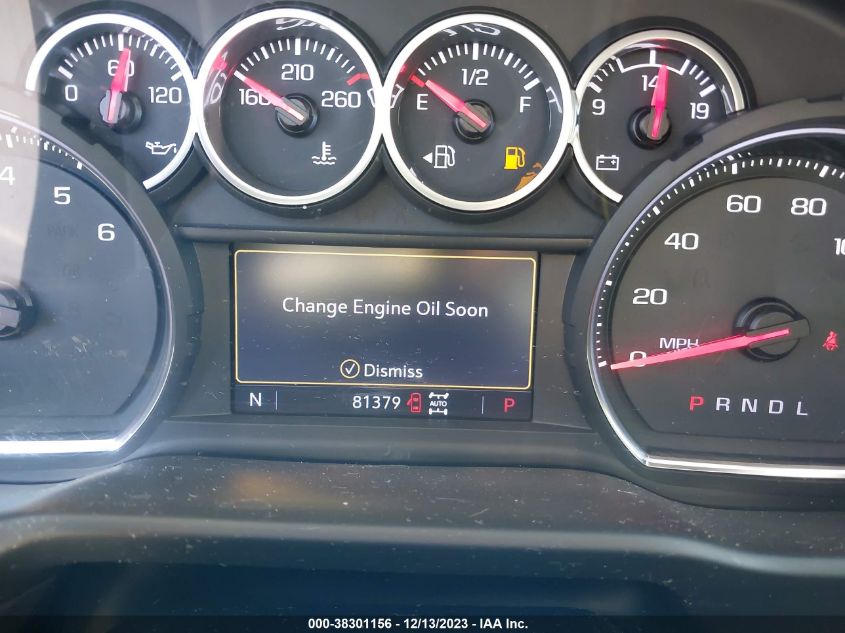 0 60 120
160 210 260
E 1/2 F
9 14 19
4 5 6
Change Engine Oil Soon
Dismiss
N 81379 AUTO P
0 20 40 60 80
MPH
P R N D L
000-38301156 - 12/13/2023 - IAA Inc.